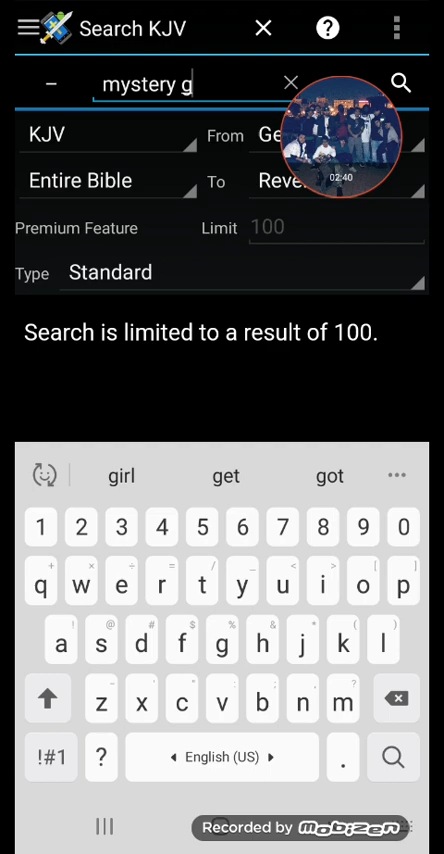 Search KJV
mystery g
02:40
KJV From Ge
Entire Bible To Reve
Premium Feature Limit 100
Type Standard
Search is limited to a result of 100.
girl get got
1 2 3 4 5 6 7 8 9 0
q w e r t y u i o p
a s d f g h j k l
z x c v b n m
!#1 ? English (US) .
Recorded by MOBIZEN